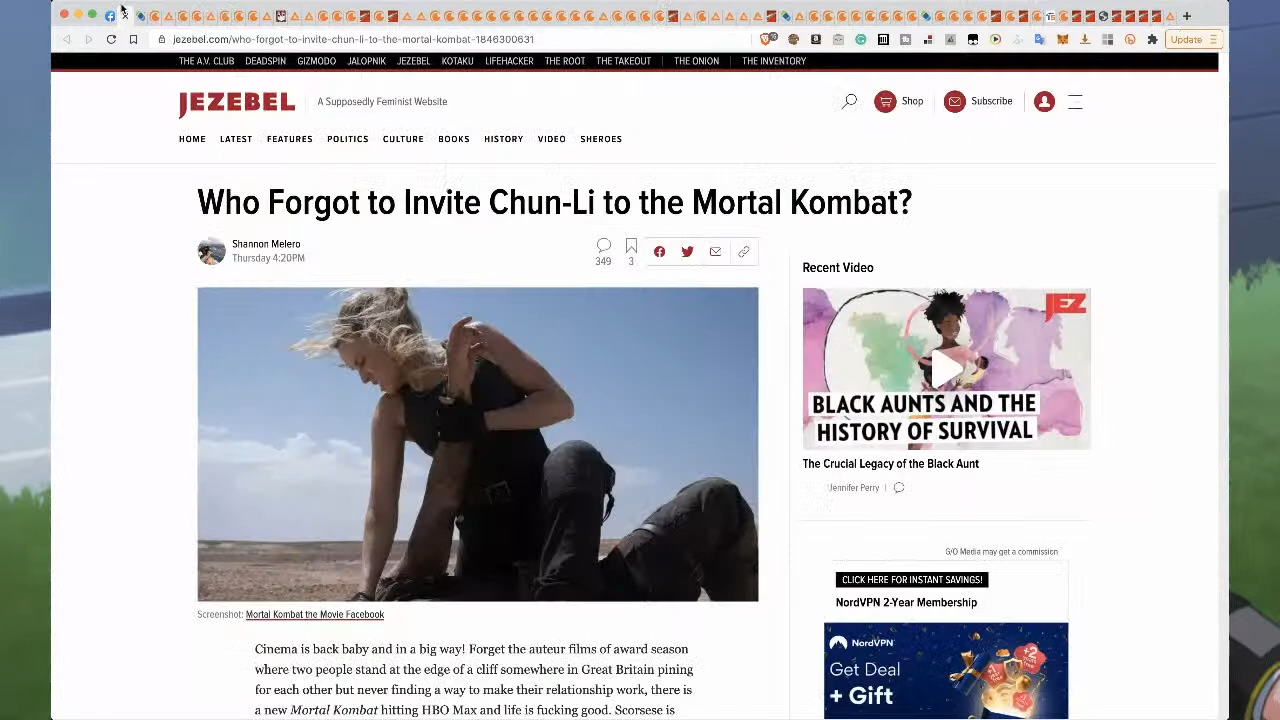 Update
jezebel.com/who-forgot-to-invite-chun-li-to-the-mortal-kombat-1846300631
THE A.V. CLUB DEADSPIN GIZMODO JALOPNIK JEZEBEL KOTAKU LIFEHACKER THE ROOT THE TAKEOUT THE ONION THE INVENTORY
JEZEBEL A Supposedly Feminist Website
Shop Subscribe
HOME LATEST FEATURES POLITICS CULTURE BOOKS HISTORY VIDEO SHEROES
Who Forgot to Invite Chun-Li to the Mortal Kombat?
Shannon Melero
Thursday 4:20PM
349 3
Recent Video
JEZ
BLACK AUNTS AND THE
HISTORY OF SURVIVAL
The Crucial Legacy of the Black Aunt
Jennifer Perry
G/O Media may get a commission
CLICK HERE FOR INSTANT SAVINGS!
NordVPN 2-Year Membership
NordVPN
Get Deal
+ Gift
Screenshot: Mortal Kombat the Movie Facebook
Cinema is back baby and in a big way! Forget the auteur films of award season
where two people stand at the edge of a cliff somewhere in Great Britain pining
for each other but never finding a way to make their relationship work, there is
a new Mortal Kombat hitting HBO Max and life is fucking good. Scorsese is